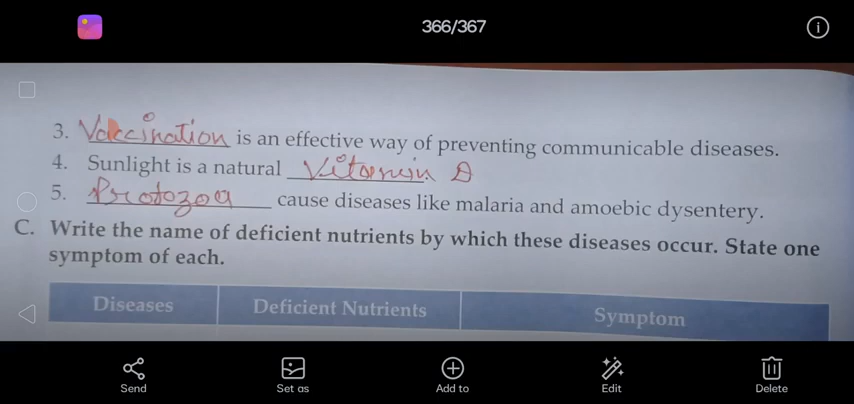 366/367
3. Vaccination is an effective way of preventing communicable diseases.
4. Sunlight is a natural Vitamin D
5. Protozoa cause diseases like malaria and amoebic dysentery.
C. Write the name of deficient nutrients by which these diseases occur. State one
symptom of each.
Diseases Deficient Nutrients Symptom
Send Set as Add to Edit Delete